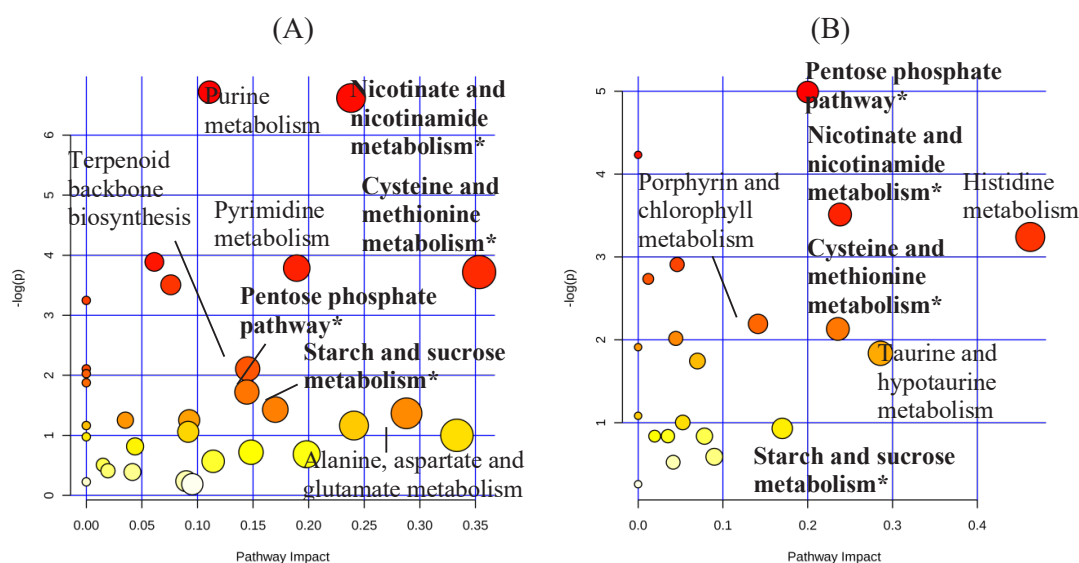 (A)
Purine
metabolism
Nicotinate and
nicotinamide
metabolism*
Terpenoid
backbone
biosynthesis
Cysteine and
methionine
metabolism*
Pyrimidine
metabolism
Pentose phosphate
pathway*
Starch and sucrose
metabolism*
Alanine, aspartate and
glutamate metabolism
-log(p)
6
5
4
3
2
1
0
0.00 0.05 0.10 0.15 0.20 0.25 0.30 0.35
Pathway Impact
(B)
Pentose phosphate
pathway*
Nicotinate and
nicotinamide
metabolism*
Porphyrin and
chlorophyll
metabolism
Histidine
metabolism
Cysteine and
methionine
metabolism*
Taurine and
hypotaurine
metabolism
Starch and sucrose
metabolism*
-log(p)
5
4
3
2
1
0.0 0.1 0.2 0.3 0.4
Pathway Impact